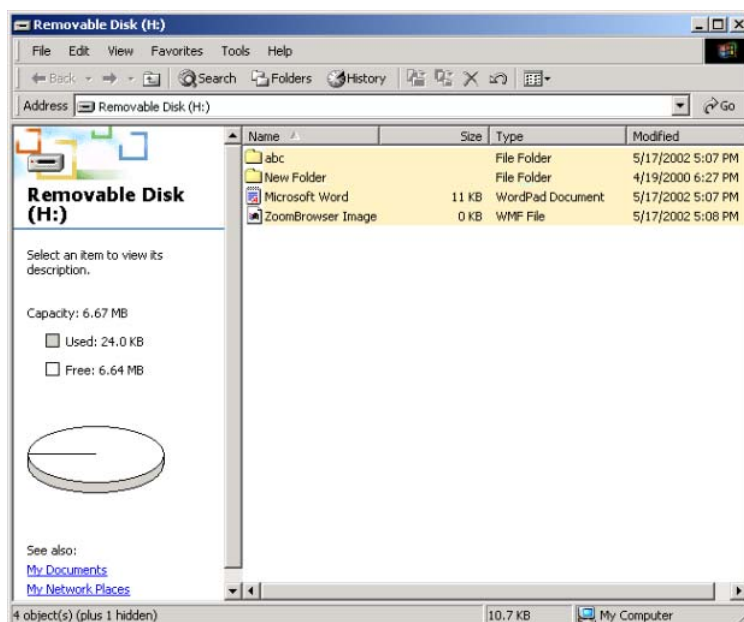 Removable Disk (H:)
File Edit View Favorites Tools Help
Back Search Folders History
Address Removable Disk (H:) Go
Removable Disk
(H:)
Select an item to view its
description.
Capacity: 6.67 MB
Used: 24.0 KB
Free: 6.64 MB
See also:
My Documents
My Network Places
Name Size Type Modified
abc File Folder 5/17/2002 5:07 PM
New Folder File Folder 4/19/2000 6:27 PM
Microsoft Word 11 KB WordPad Document 5/17/2002 5:07 PM
ZoomBrowser Image 0 KB WMF File 5/17/2002 5:08 PM
4 object(s) (plus 1 hidden) 10.7 KB My Computer